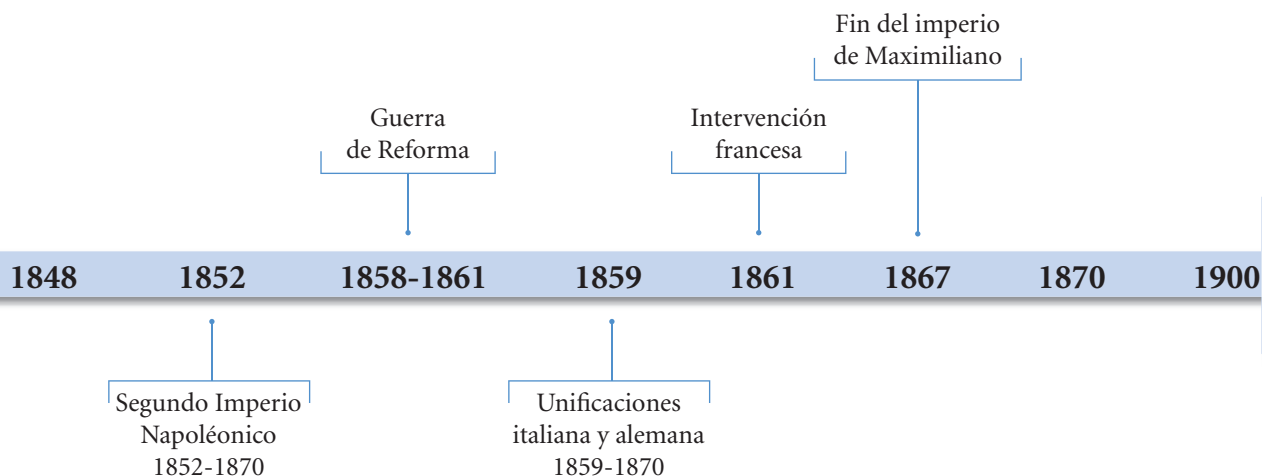 Fin del imperio
de Maximiliano
Guerra
de Reforma
Intervención
francesa
1848 1852 1858-1861 1859 1861 1867 1870 1900
Segundo Imperio
Napoléonico
1852-1870
Unificaciones
italiana y alemana
1859-1870